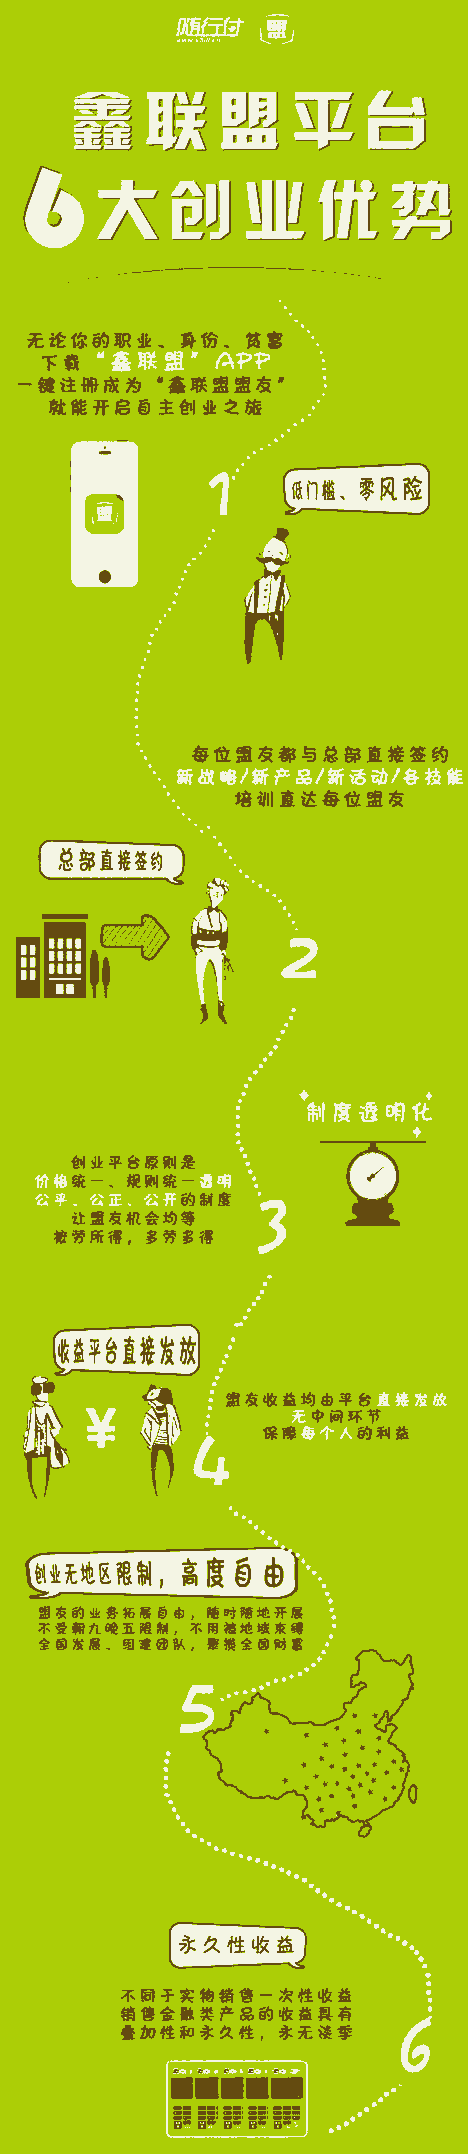 随行付
盟
鑫联盟平台
6大创业优势
无论你的职业、身份、贫富
下载“鑫联盟”APP
一键注册成为“鑫联盟盟友”
就能开启自主创业之旅
盟
1
低门槛、零风险
每位盟友都与总部直接签约
新战略/新产品/新活动/各技能
培训直达每位盟友
总部直接签约
2
制度透明化
创业平台原则是
价格统一、规则统一透明
公平、公正、公开的制度
让盟友机会均等
按劳所得，多劳多得
3
收益平台直接发放
¥
盟友收益均由平台直接发放
无中间环节
保障每个人的利益
4
创业无地区限制，高度自由
盟友的业务拓展自由，随时随地开展
不受朝九晚五限制，不用被地域束缚
全国发展、组建团队，聚揽全国财富
5
永久性收益
不同于实物销售一次性收益
销售金融类产品的收益具有
叠加性和永久性，永无淡季
6